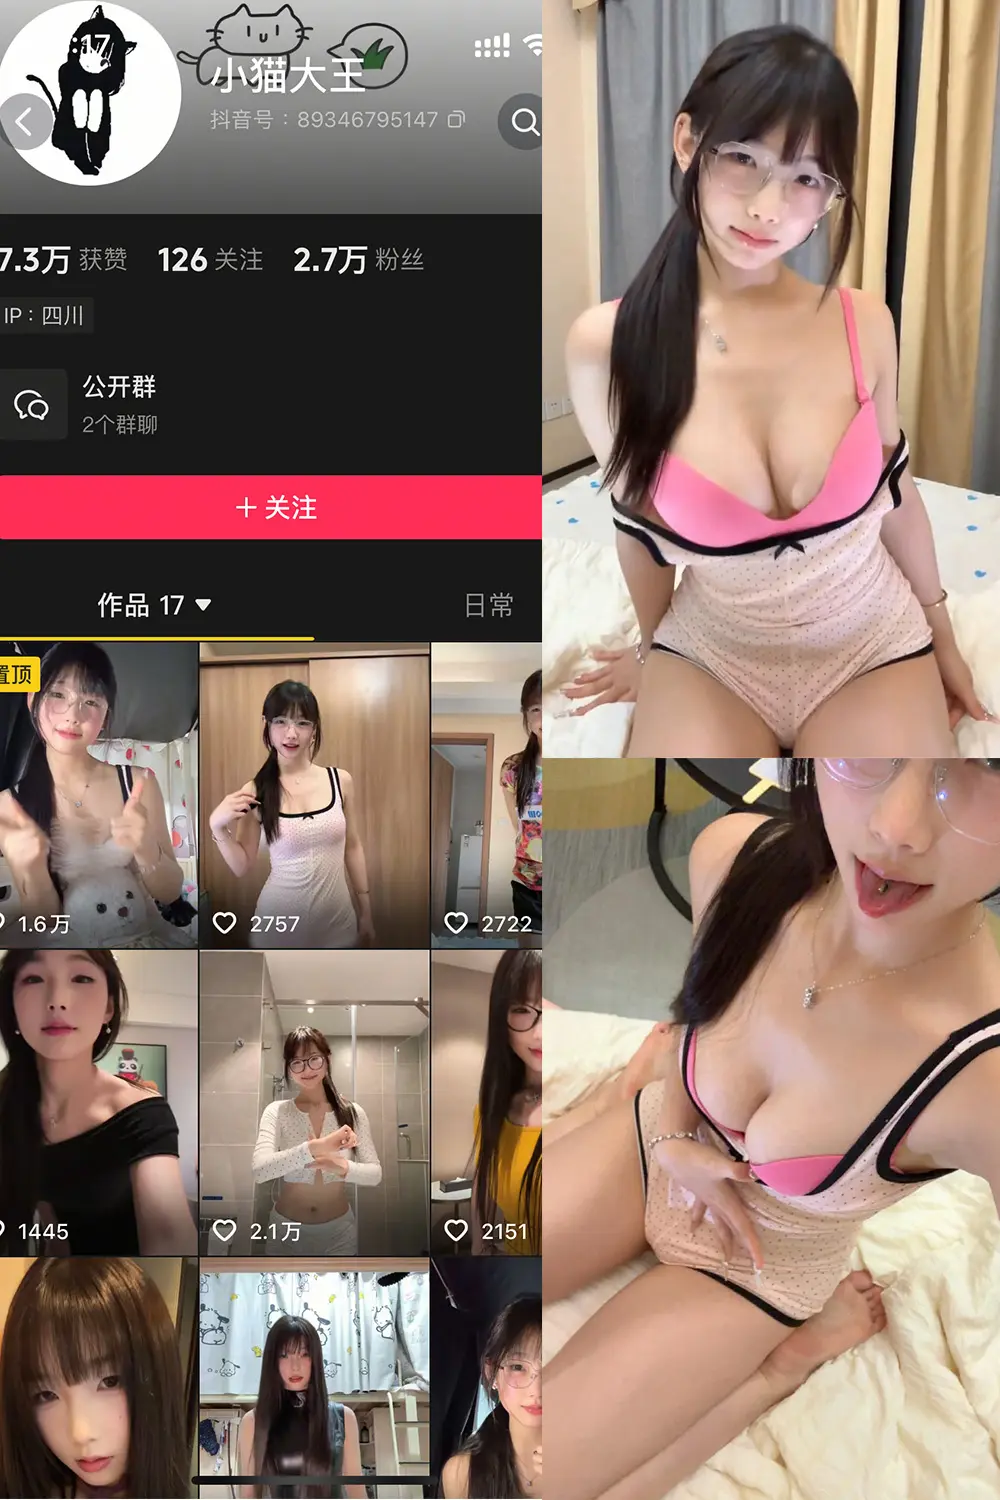 :17
小猫大王
抖音号：89346795147
7.3万 获赞 126 关注 2.7万 粉丝
IP：四川
公开群
2个群聊
＋关注
作品 17 日常
置顶
1.6万 2757 2722
1445 2.1万 2151